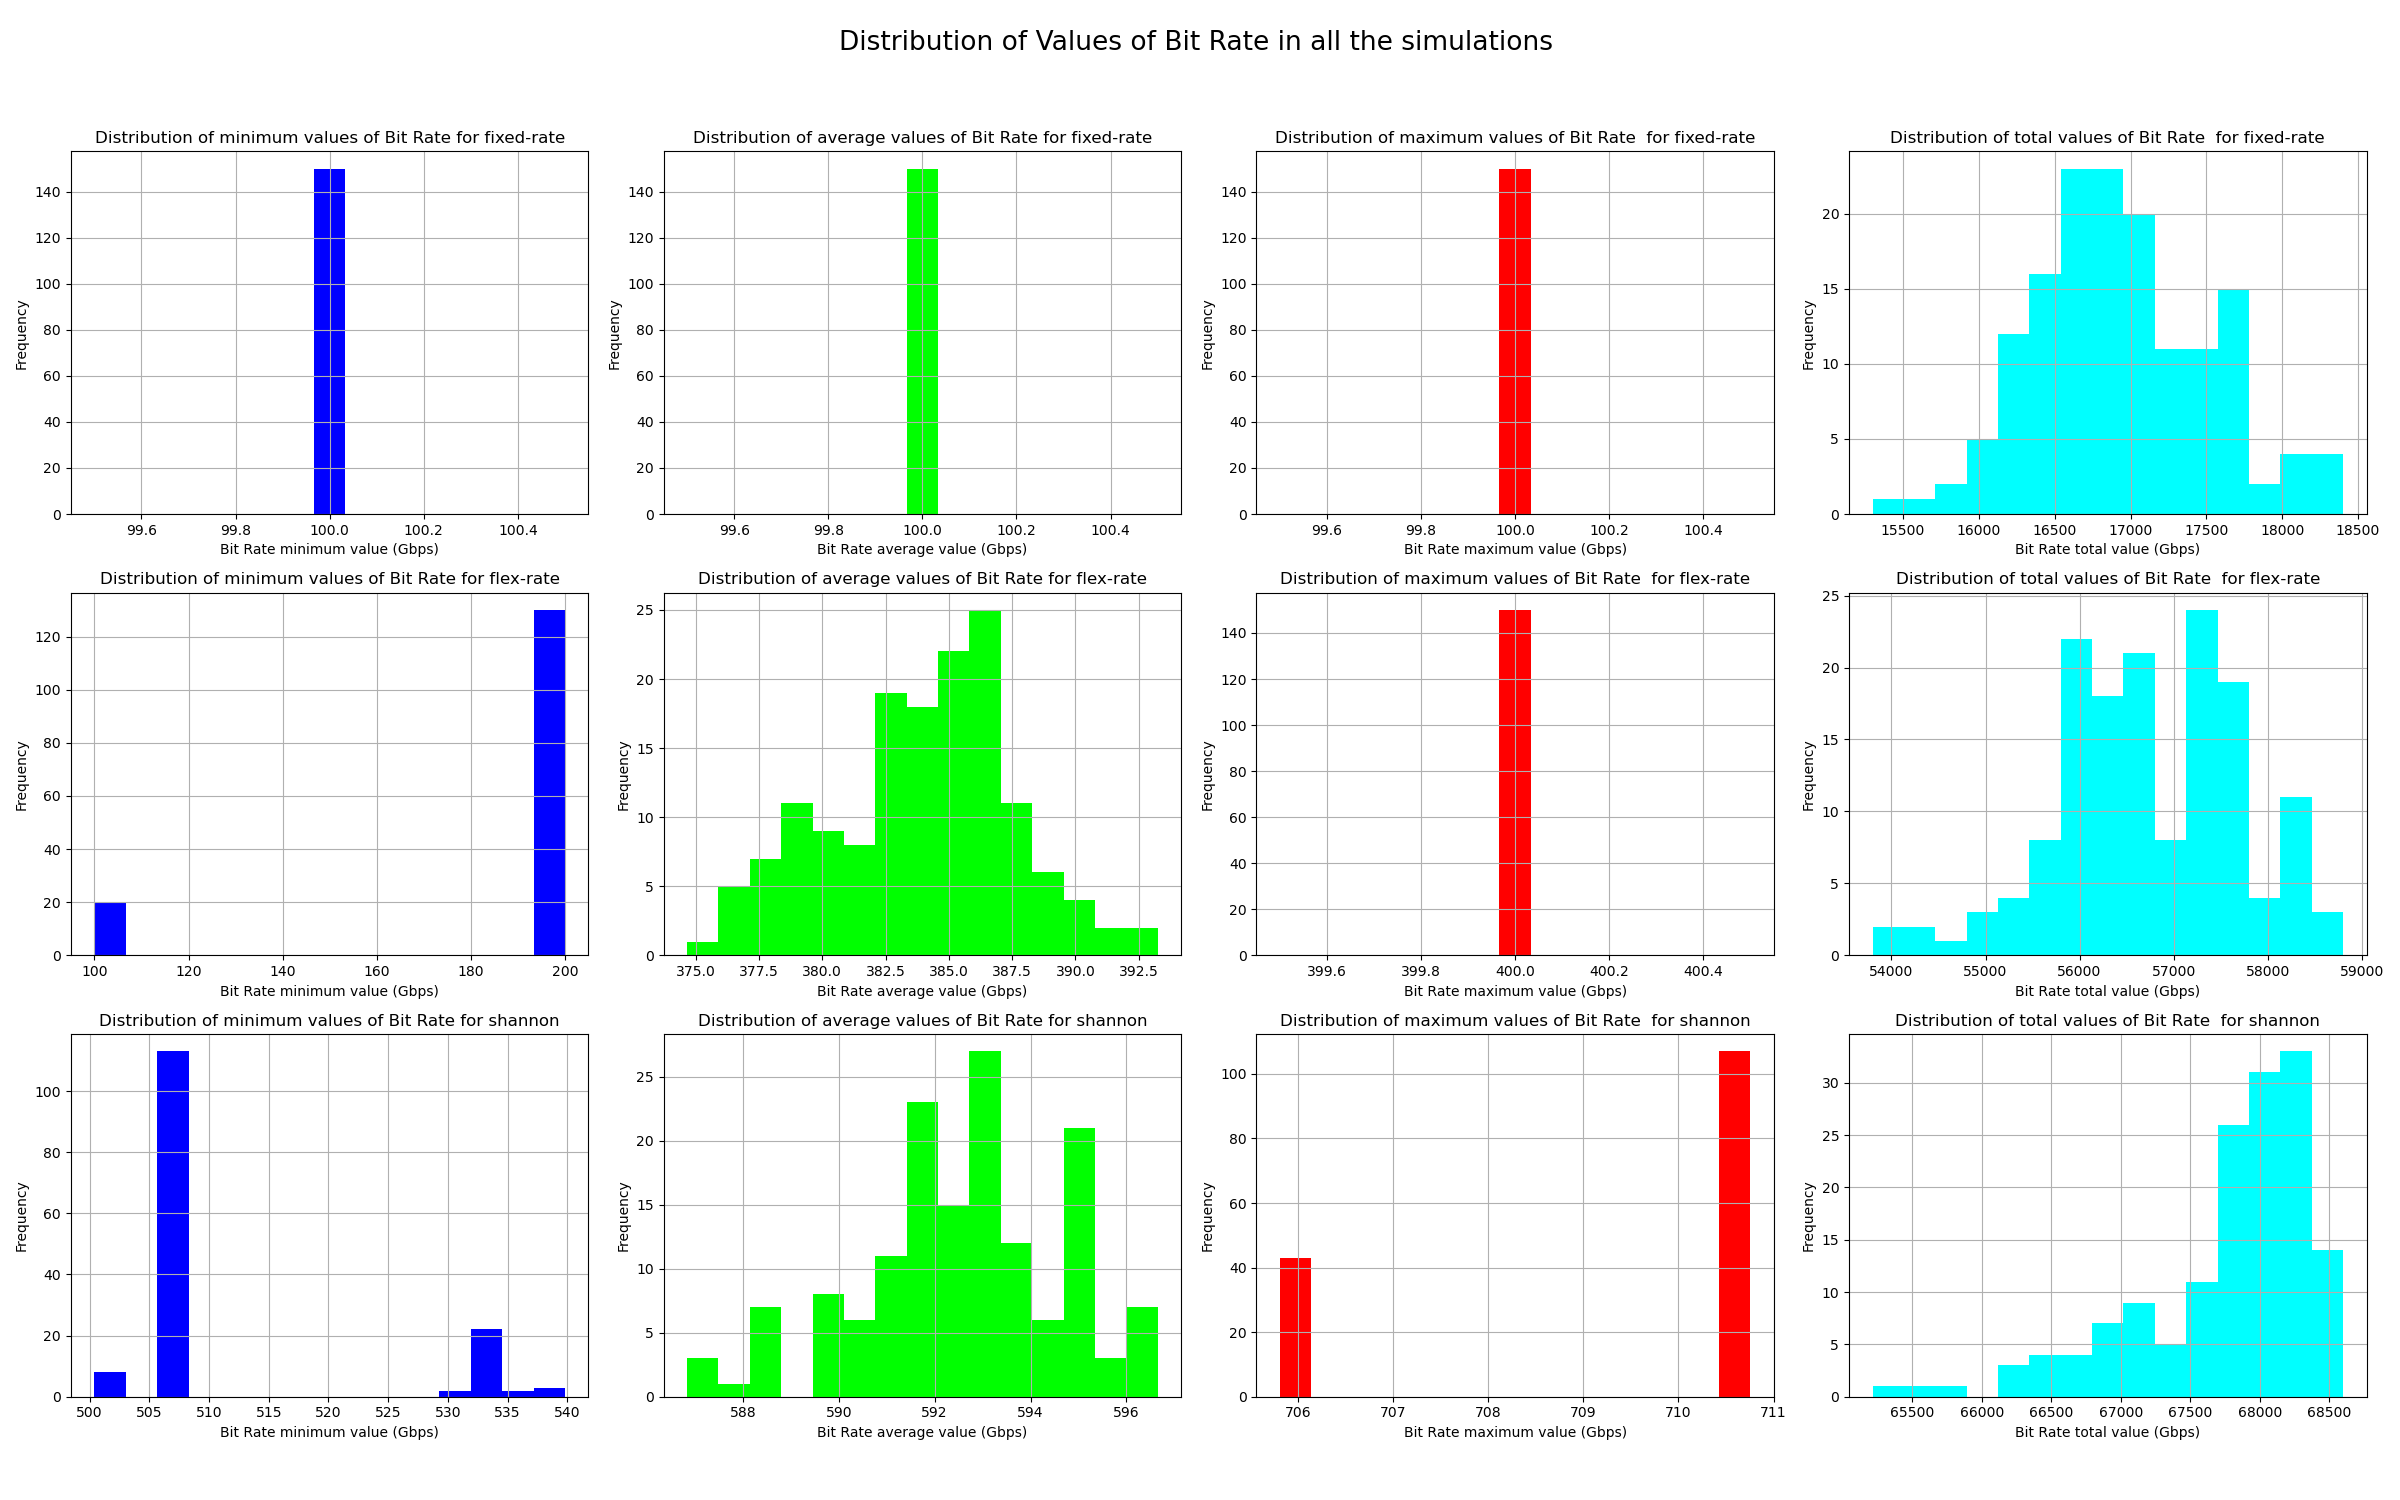 Distribution of Values of Bit Rate in all the simulations
Distribution of minimum values of Bit Rate for fixed-rate
Frequency
0 20 40 60 80 100 120 140
99.6 99.8 100.0 100.2 100.4
Bit Rate minimum value (Gbps)
Distribution of average values of Bit Rate for fixed-rate
Frequency
0 20 40 60 80 100 120 140
99.6 99.8 100.0 100.2 100.4
Bit Rate average value (Gbps)
Distribution of maximum values of Bit Rate  for fixed-rate
Frequency
0 20 40 60 80 100 120 140
99.6 99.8 100.0 100.2 100.4
Bit Rate maximum value (Gbps)
Distribution of total values of Bit Rate  for fixed-rate
Frequency
0 5 10 15 20
15500 16000 16500 17000 17500 18000 18500
Bit Rate total value (Gbps)
Distribution of minimum values of Bit Rate for flex-rate
Frequency
0 20 40 60 80 100 120
100 120 140 160 180 200
Bit Rate minimum value (Gbps)
Distribution of average values of Bit Rate for flex-rate
Frequency
0 5 10 15 20 25
375.0 377.5 380.0 382.5 385.0 387.5 390.0 392.5
Bit Rate average value (Gbps)
Distribution of maximum values of Bit Rate  for flex-rate
Frequency
0 20 40 60 80 100 120 140
399.6 399.8 400.0 400.2 400.4
Bit Rate maximum value (Gbps)
Distribution of total values of Bit Rate  for flex-rate
Frequency
0 5 10 15 20 25
54000 55000 56000 57000 58000 59000
Bit Rate total value (Gbps)
Distribution of minimum values of Bit Rate for shannon
Frequency
0 20 40 60 80 100
500 505 510 515 520 525 530 535 540
Bit Rate minimum value (Gbps)
Distribution of average values of Bit Rate for shannon
Frequency
0 5 10 15 20 25
588 590 592 594 596
Bit Rate average value (Gbps)
Distribution of maximum values of Bit Rate  for shannon
Frequency
0 20 40 60 80 100
706 707 708 709 710 711
Bit Rate maximum value (Gbps)
Distribution of total values of Bit Rate  for shannon
Frequency
0 5 10 15 20 25 30
65500 66000 66500 67000 67500 68000 68500
Bit Rate total value (Gbps)